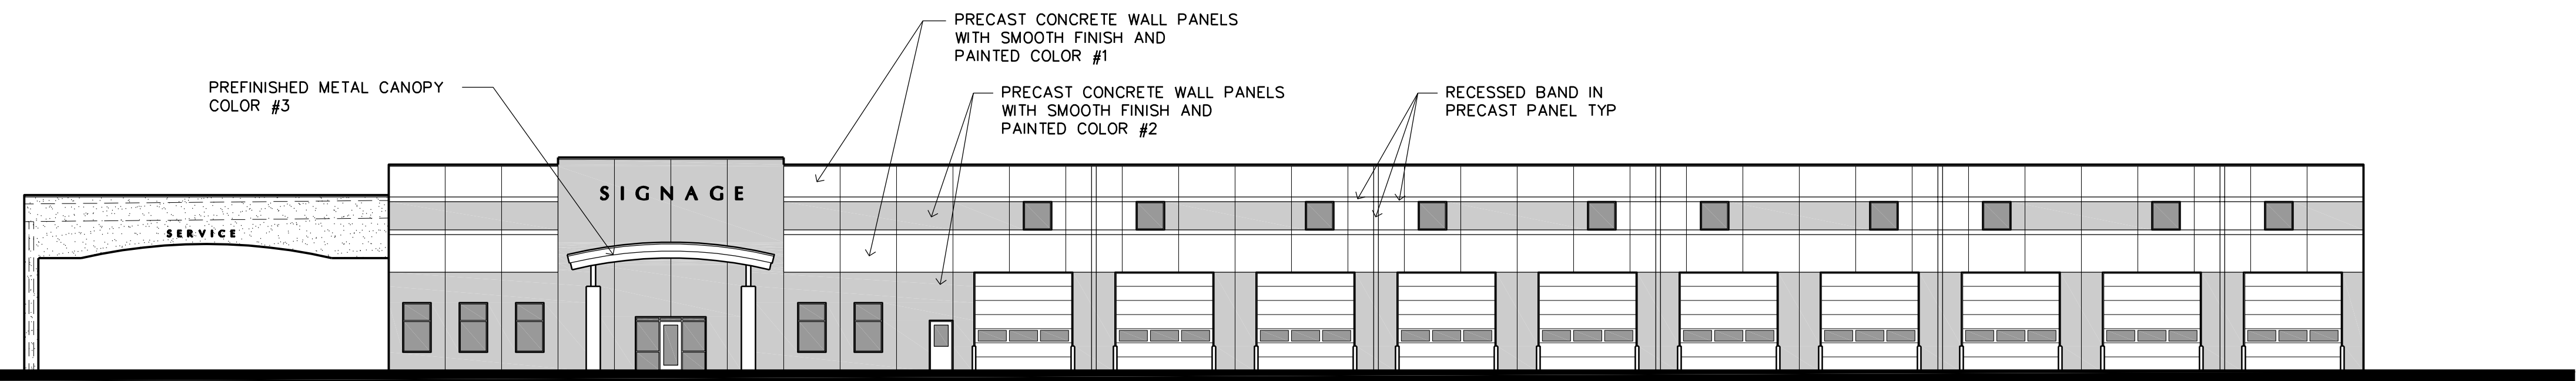 PRECAST CONCRETE WALL PANELS
WITH SMOOTH FINISH AND
PAINTED COLOR #1
PREFINISHED METAL CANOPY
COLOR #3
PRECAST CONCRETE WALL PANELS
WITH SMOOTH FINISH AND
PAINTED COLOR #2
RECESSED BAND IN
PRECAST PANEL TYP
SIGNAGE
SERVICE